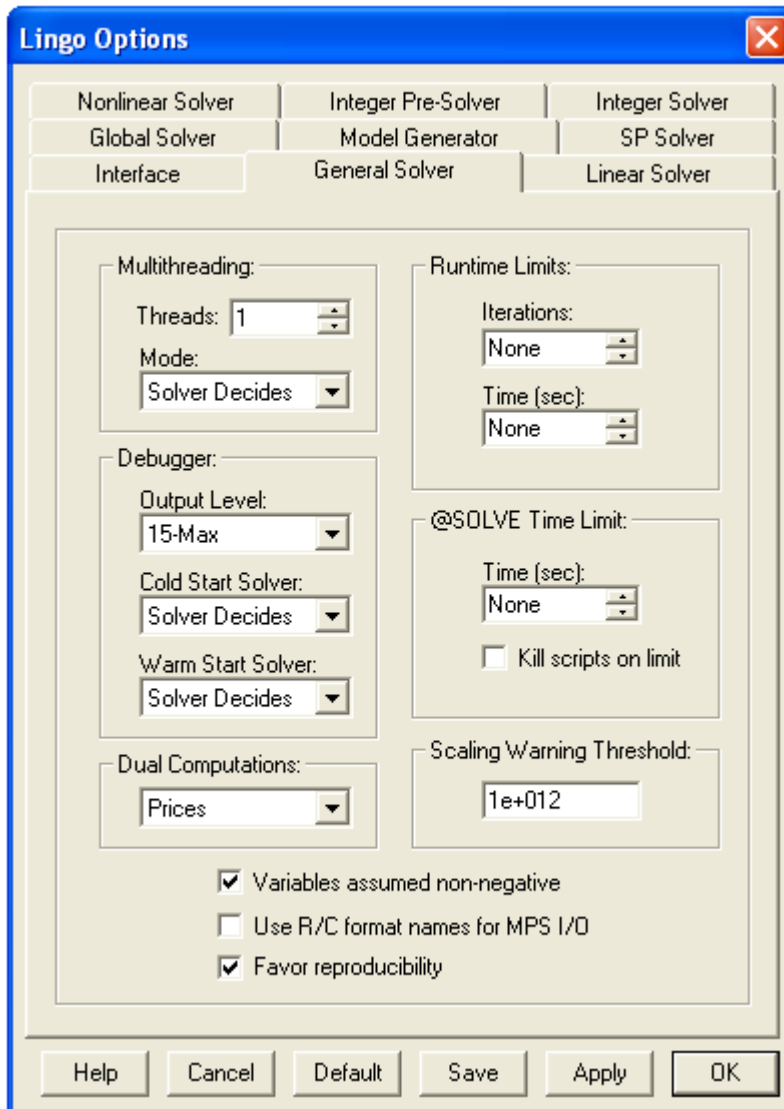 Lingo Options
Nonlinear Solver
Integer Pre-Solver
Integer Solver
Global Solver
Model Generator
SP Solver
Interface
General Solver
Linear Solver
Multithreading:
Threads: 1
Mode:
Solver Decides
Debugger:
Output Level:
15-Max
Cold Start Solver:
Solver Decides
Warm Start Solver:
Solver Decides
Dual Computations:
Prices
Runtime Limits:
Iterations:
None
Time (sec):
None
@SOLVE Time Limit:
Time (sec):
None
Kill scripts on limit
Scaling Warning Threshold:
1e+012
Variables assumed non-negative
Use R/C format names for MPS I/O
Favor reproducibility
Help
Cancel
Default
Save
Apply
OK